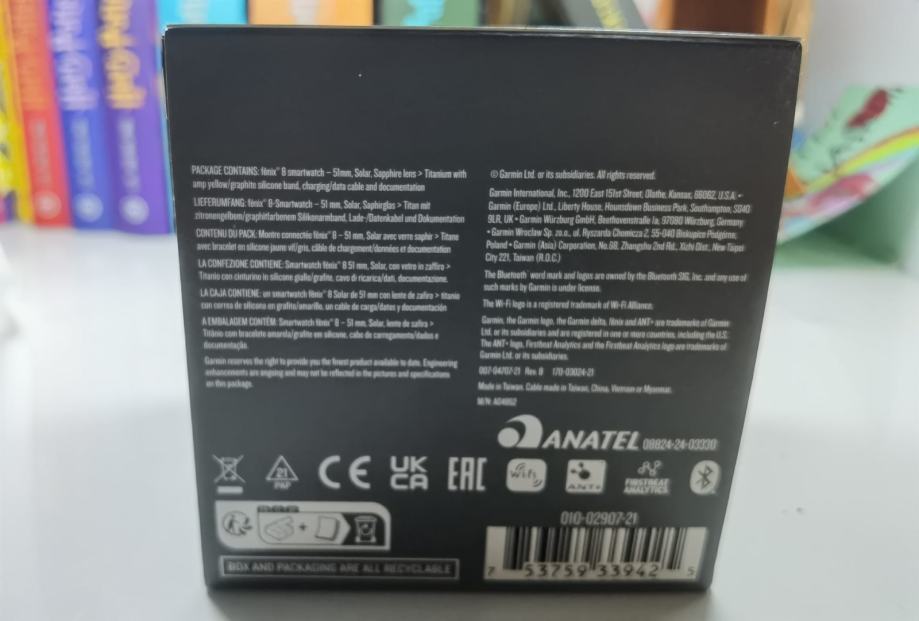 PACKAGE CONTAINS: fēnix® 8 smartwatch – 51mm, Solar, Sapphire lens > Titanium with
amp yellow/graphite silicone band, charging/data cable and documentation
LIEFERUMFANG: fēnix® 8-Smartwatch – 51 mm, Solar, Saphirglas > Titan mit
zitronengelbem/graphitfarbenem Silikonarmband, Lade-/Datenkabel und Dokumentation
CONTENU DU PACK: Montre connectée fēnix® 8 – 51 mm, Solar avec verre saphir > Titane
avec bracelet en silicone jaune vif/gris, câble de chargement/données et documentation
LA CONFEZIONE CONTIENE: Smartwatch fēnix® 8 51 mm, Solar, con vetro in zaffiro >
Titanio con cinturino in silicone giallo/grafite, cavo di ricarica/dati, documentazione.
LA CAJA CONTIENE: un smartwatch fēnix® 8 Solar de 51 mm con lente de zafiro > titanio
con correa de silicona en grafito/amarillo, un cable de carga/datos y documentación
A EMBALAGEM CONTÉM: Smartwatch fēnix® 8 – 51 mm, Solar, lente de safira >
Titânio com bracelete amarela/grafite em silicone, cabo de carregamento/dados e
documentação.
Garmin reserves the right to provide you the finest product available to date. Engineering
enhancements are ongoing and may not be reflected in the pictures and specifications
on this package.
© Garmin Ltd. or its subsidiaries. All rights reserved.
Garmin International, Inc., 1200 East 151st Street, Olathe, Kansas, 66062, U.S.A. •
Garmin (Europe) Ltd., Liberty House, Hounsdown Business Park, Southampton, SO40
9LR, UK • Garmin Würzburg GmbH, Beethovenstraße 1a, 97080 Würzburg, Germany
• Garmin Wroclaw Sp. zo.o., ul. Ryszarda Chomicza 2, 55-040 Biskupice Podgórne,
Poland • Garmin (Asia) Corporation, No.68, Zhangshu 2nd Rd., Xizhi Dist., New Taipei
City 221, Taiwan (R.O.C.)
The Bluetooth® word mark and logos are owned by the Bluetooth SIG, Inc. and any use of
such marks by Garmin is under license.
The Wi-Fi logo is a registered trademark of Wi-Fi Alliance.
Garmin, the Garmin logo, the Garmin delta, fēnix and ANT+ are trademarks of Garmin
Ltd. or its subsidiaries and are registered in one or more countries, including the U.S.
The ANT+ logo, Firstbeat Analytics and the Firstbeat Analytics logo are trademarks of
Garmin Ltd. or its subsidiaries.
007-04707-21 Rev. B 170-03024-21
Made in Taiwan. Cable made in Taiwan, China, Vietnam or Myanmar.
M/N: A04952
ANATEL 08824-24-03330
21
PAP
CE
UK
CA
EAC
Wi Fi
ANT+
FIRSTBEAT
ANALYTICS
+
BOX AND PACKAGING ARE ALL RECYCLABLE
010-02907-21
7 53759 33942 5